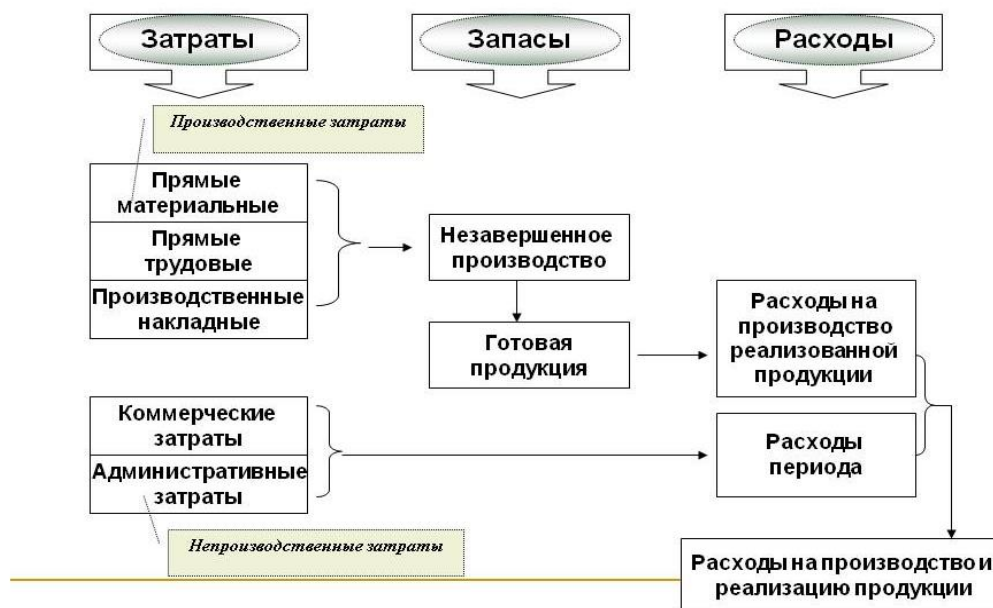 Затраты
Запасы
Расходы
Производственные затраты
Прямые
материальные
Прямые
трудовые
Производственные
накладные
Незавершенное
производство
Готовая
продукция
Расходы на
производство
реализованной
продукции
Коммерческие
затраты
Административные
затраты
Расходы
периода
Непроизводственные затраты
Расходы на производство и
реализацию продукции